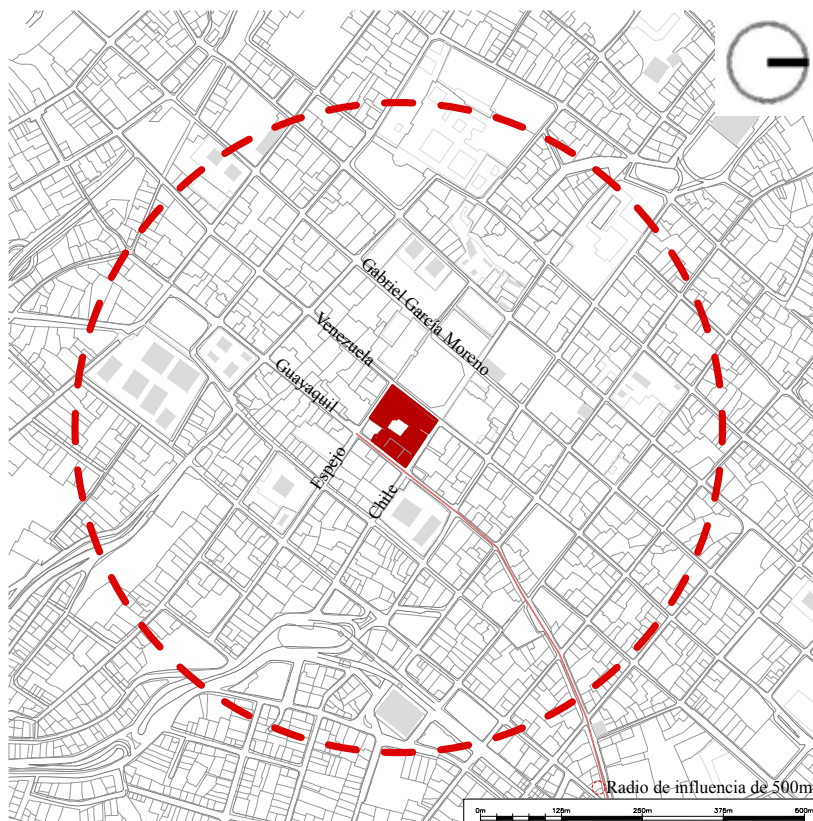 Gabriel García Moreno
Venezuela
Guayaquil
Espejo
Chile
Radio de influencia de 500m
0m 125m 250m 375m 500m